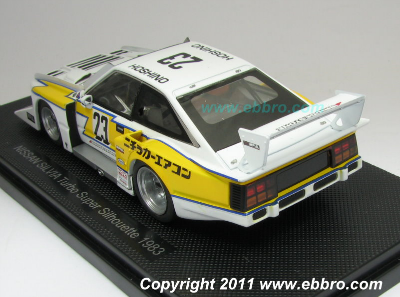 HOSHINO
23
HOSHINO
www.ebbro.com
23
ニチラカーエアコン
NISSAN SILVIA Turbo Super Silhouette 1983
Copyright 2011 www.ebbro.com